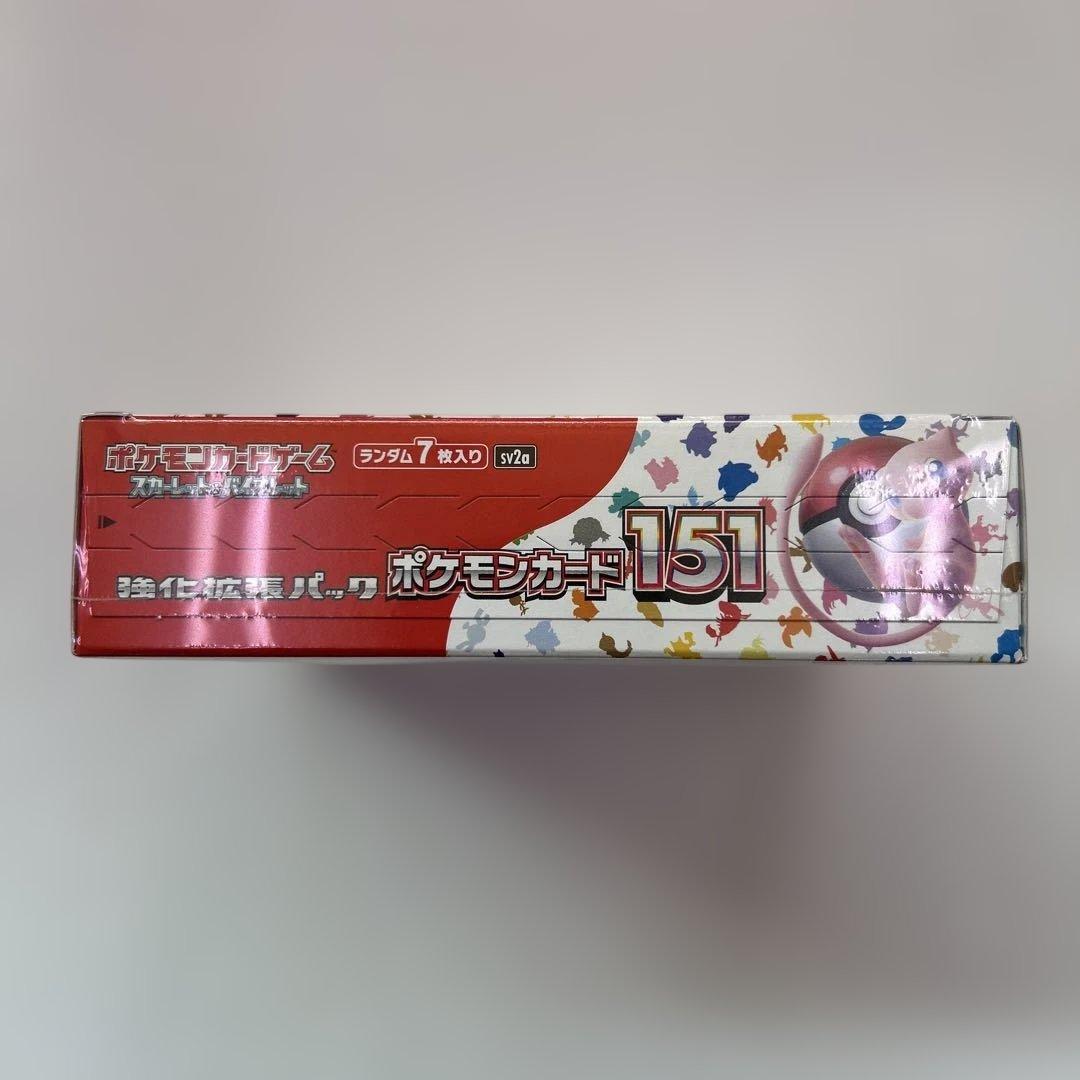 ポケモンカードゲーム
スカーレット&バイオレット
ランダム7枚入り
sv2a
強化拡張パック
ポケモンカード151